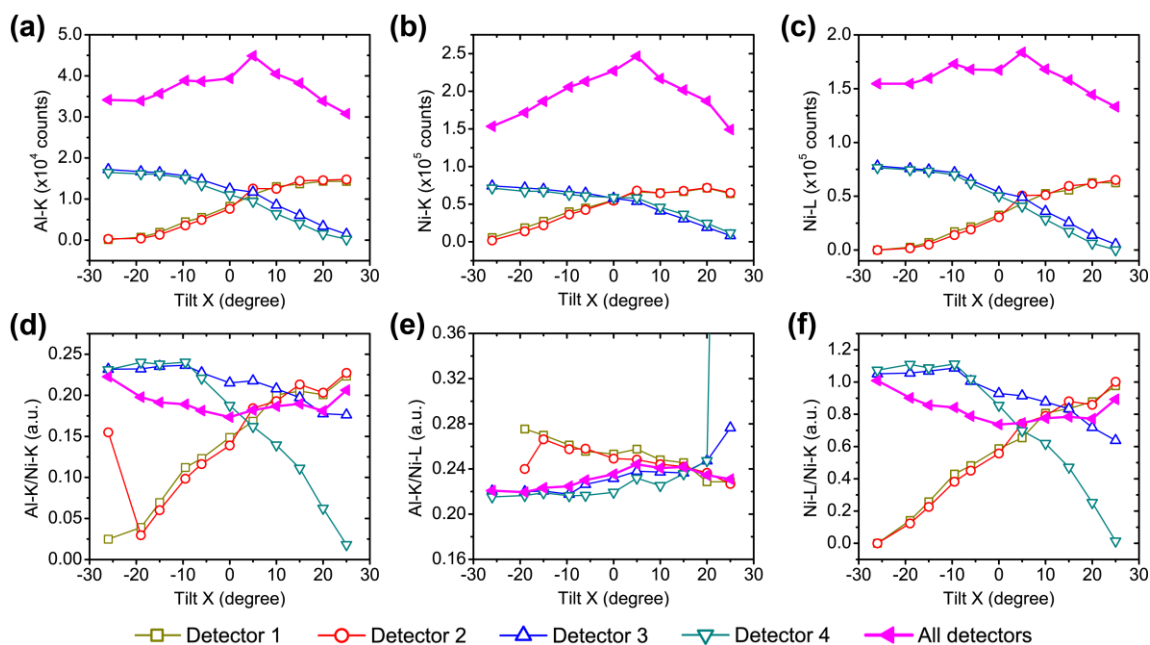 (a)
Al-K (x10⁴ counts)
5.0
4.0
3.0
2.0
1.0
0.0
-30 -20 -10 0 10 20 30
Tilt X (degree)
(b)
Ni-K (x10⁵ counts)
2.5
2.0
1.5
1.0
0.5
0.0
-30 -20 -10 0 10 20 30
Tilt X (degree)
(c)
Ni-L (x10⁵ counts)
2.0
1.5
1.0
0.5
0.0
-30 -20 -10 0 10 20 30
Tilt X (degree)
(d)
Al-K/Ni-K (a.u.)
0.25
0.20
0.15
0.10
0.05
0.00
-30 -20 -10 0 10 20 30
Tilt X (degree)
(e)
Al-K/Ni-L (a.u.)
0.36
0.32
0.28
0.24
0.20
0.16
-30 -20 -10 0 10 20 30
Tilt X (degree)
(f)
Ni-L/Ni-K (a.u.)
1.2
1.0
0.8
0.6
0.4
0.2
0.0
-30 -20 -10 0 10 20 30
Tilt X (degree)
Detector 1 Detector 2 Detector 3 Detector 4 All detectors